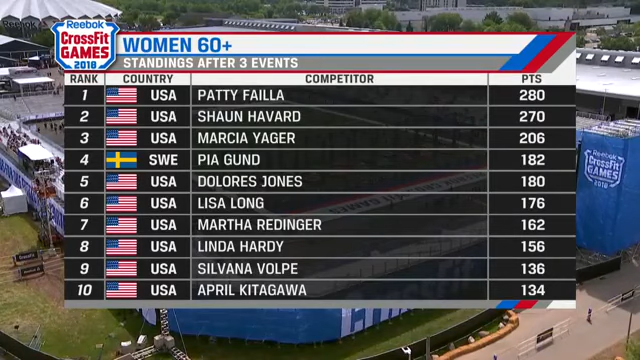 Reebok
CrossFit
GAMES
2018
WOMEN 60+
STANDINGS AFTER 3 EVENTS
RANK COUNTRY COMPETITOR PTS
1 USA PATTY FAILLA 280
2 USA SHAUN HAVARD 270
3 USA MARCIA YAGER 206
4 SWE PIA GUND 182
5 USA DOLORES JONES 180
6 USA LISA LONG 176
7 USA MARTHA REDINGER 162
8 USA LINDA HARDY 156
9 USA SILVANA VOLPE 136
10 USA APRIL KITAGAWA 134
Reebok
CrossFit
GAMES
2018